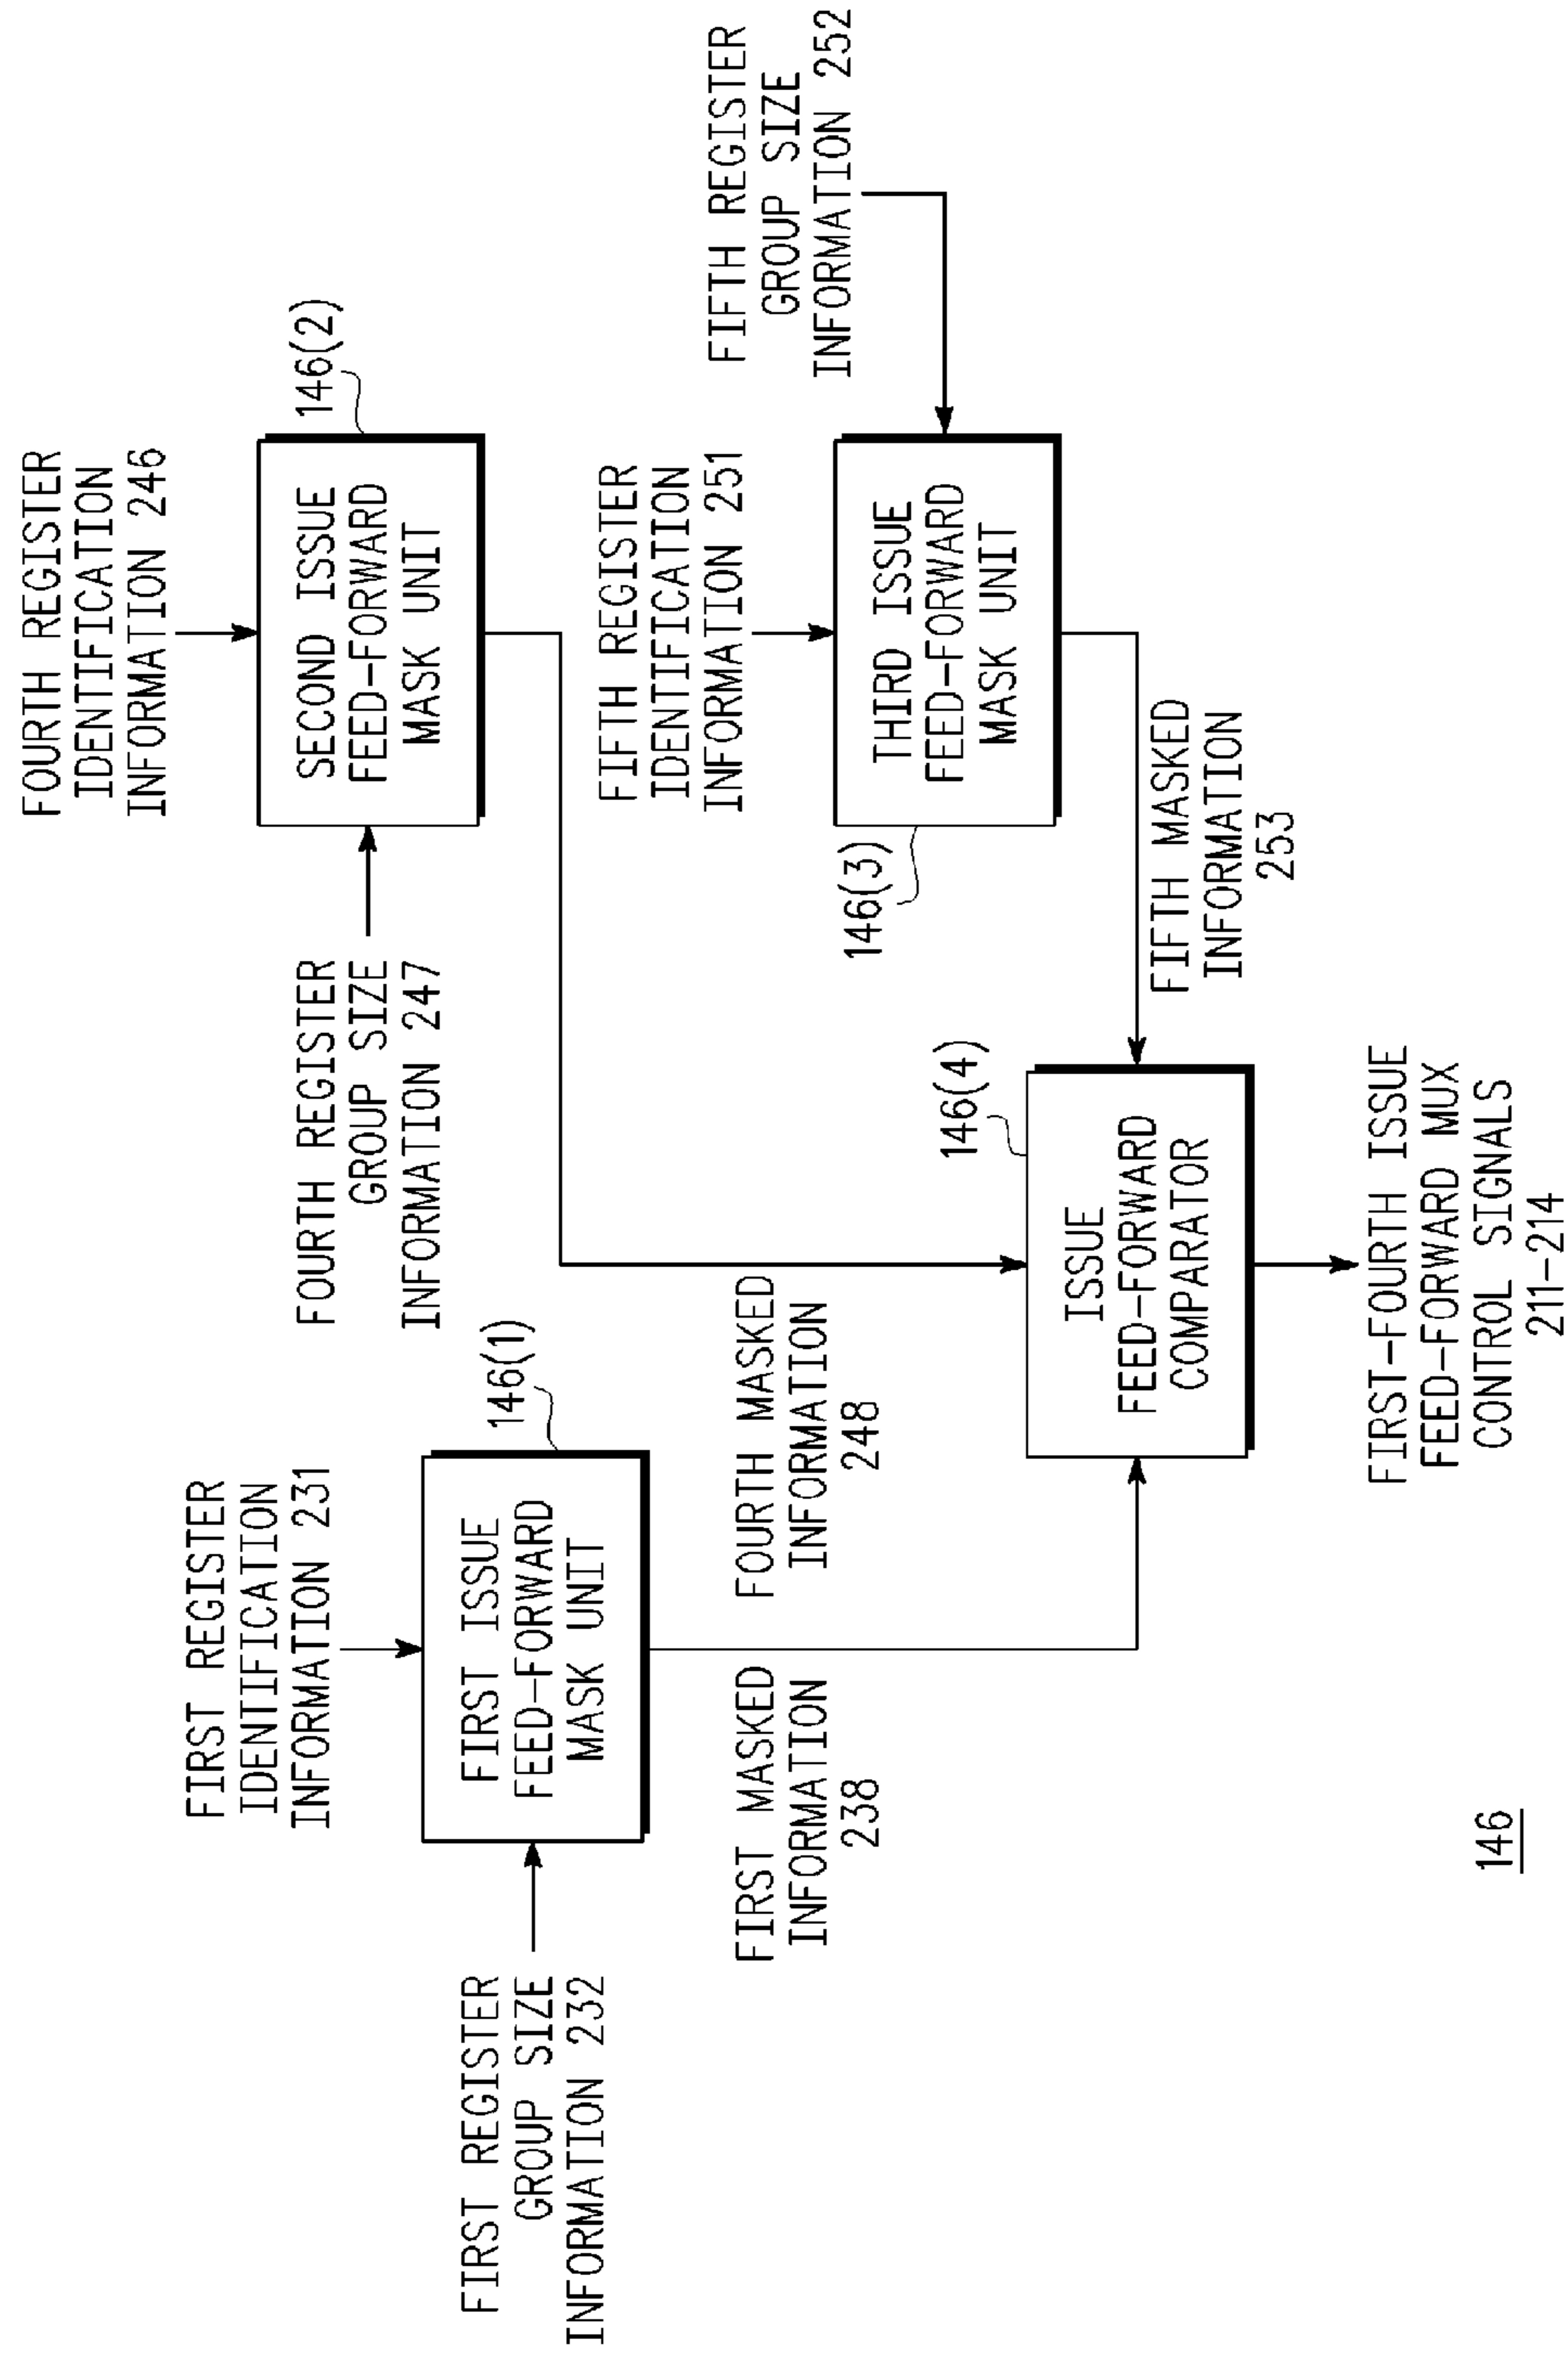 FOURTH REGISTER
IDENTIFICATION
INFORMATION 246
FOURTH REGISTER
GROUP SIZE
INFORMATION 247
SECOND ISSUE
FEED-FORWARD
MASK UNIT
146(2)
FIRST REGISTER
IDENTIFICATION
INFORMATION 231
FIRST REGISTER
GROUP SIZE
INFORMATION 232
FIRST ISSUE
FEED-FORWARD
MASK UNIT
146(1)
FIFTH REGISTER
IDENTIFICATION
INFORMATION 251
FIFTH REGISTER
GROUP SIZE
INFORMATION 252
THIRD ISSUE
FEED-FORWARD
MASK UNIT
146(3)
FIRST MASKED
INFORMATION
238
FOURTH MASKED
INFORMATION
248
FIFTH MASKED
INFORMATION
253
146(4)
ISSUE
FEED-FORWARD
COMPARATOR
FIRST-FOURTH ISSUE
FEED-FORWARD MUX
CONTROL SIGNALS
211-214
146